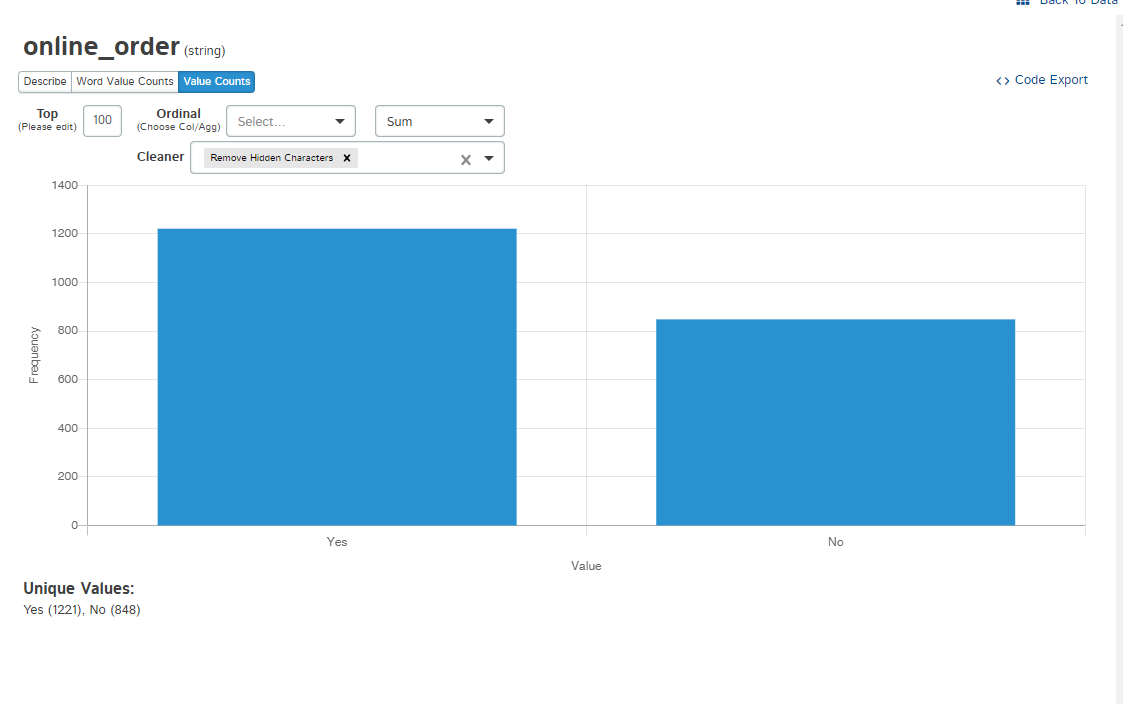 Back To Data
online_order (string)
Describe Word Value Counts Value Counts
Code Export
Top
(Please edit)
100
Ordinal
(Choose Col/Agg)
Select...
Sum
Cleaner
Remove Hidden Characters
1400
1200
1000
800
600
400
200
0
Frequency
Yes
No
Value
Unique Values:
Yes (1221), No (848)